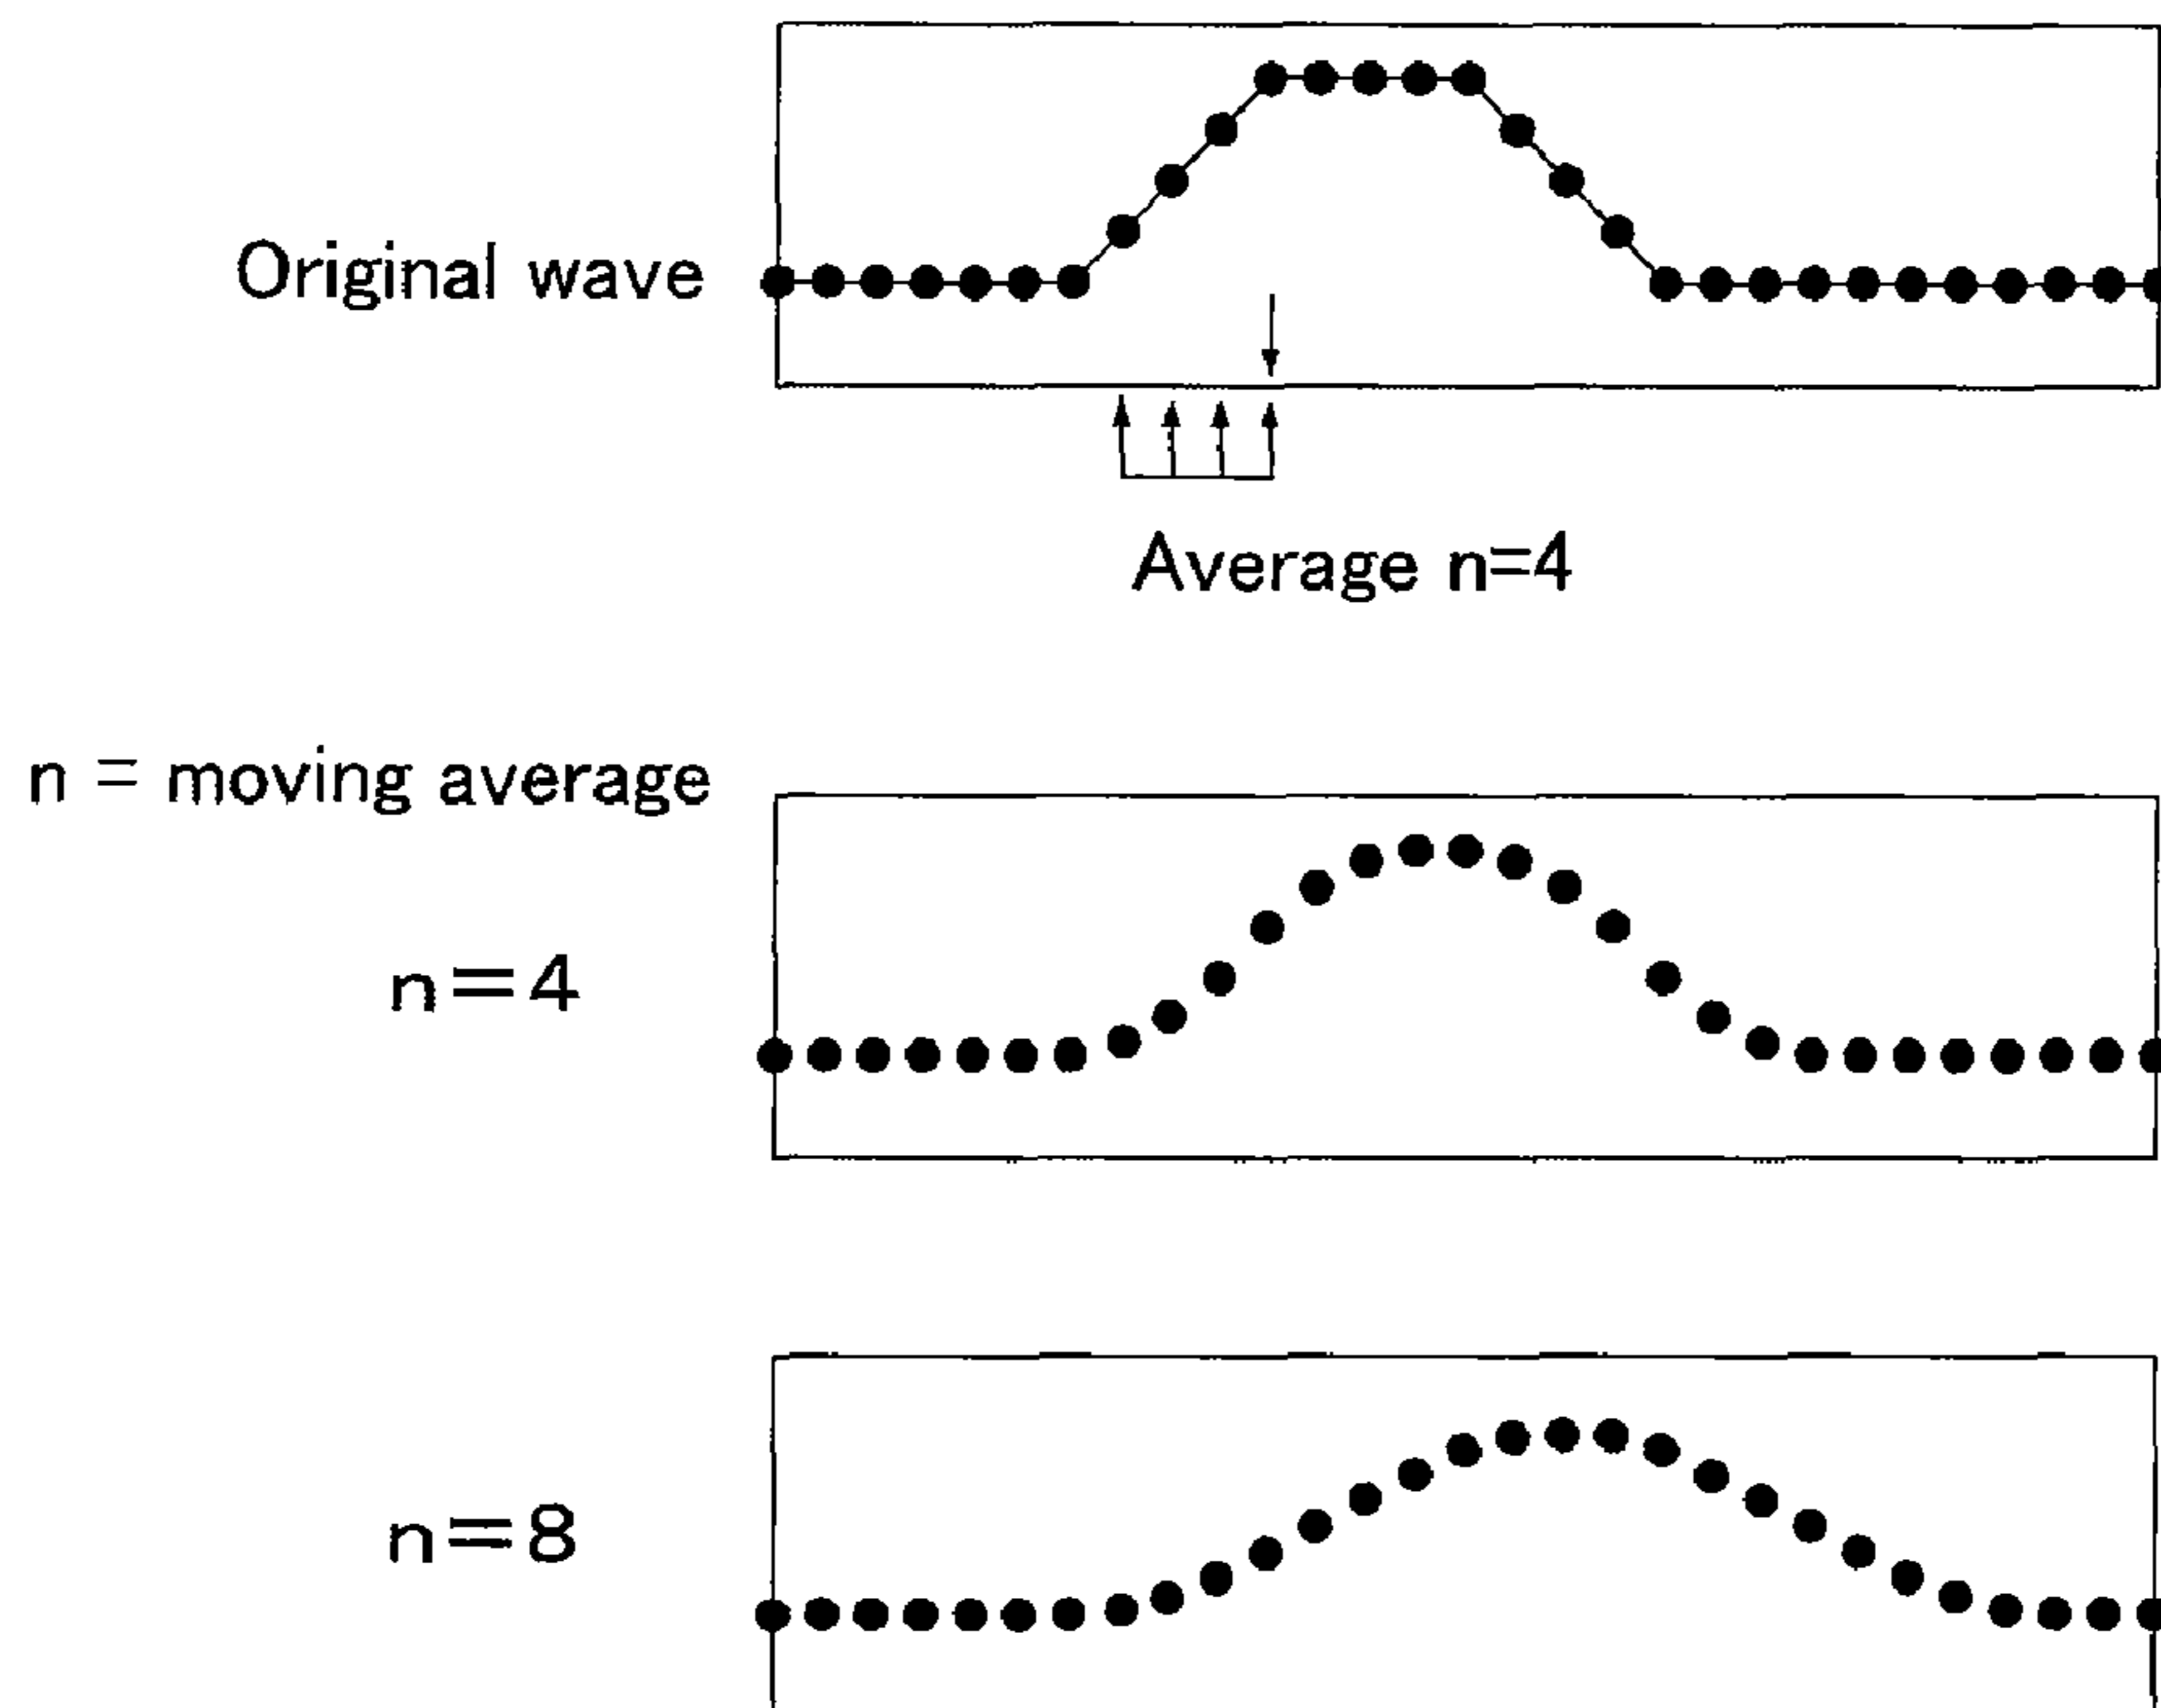 Original wave
Average n=4
n = moving average
n=4
n=8